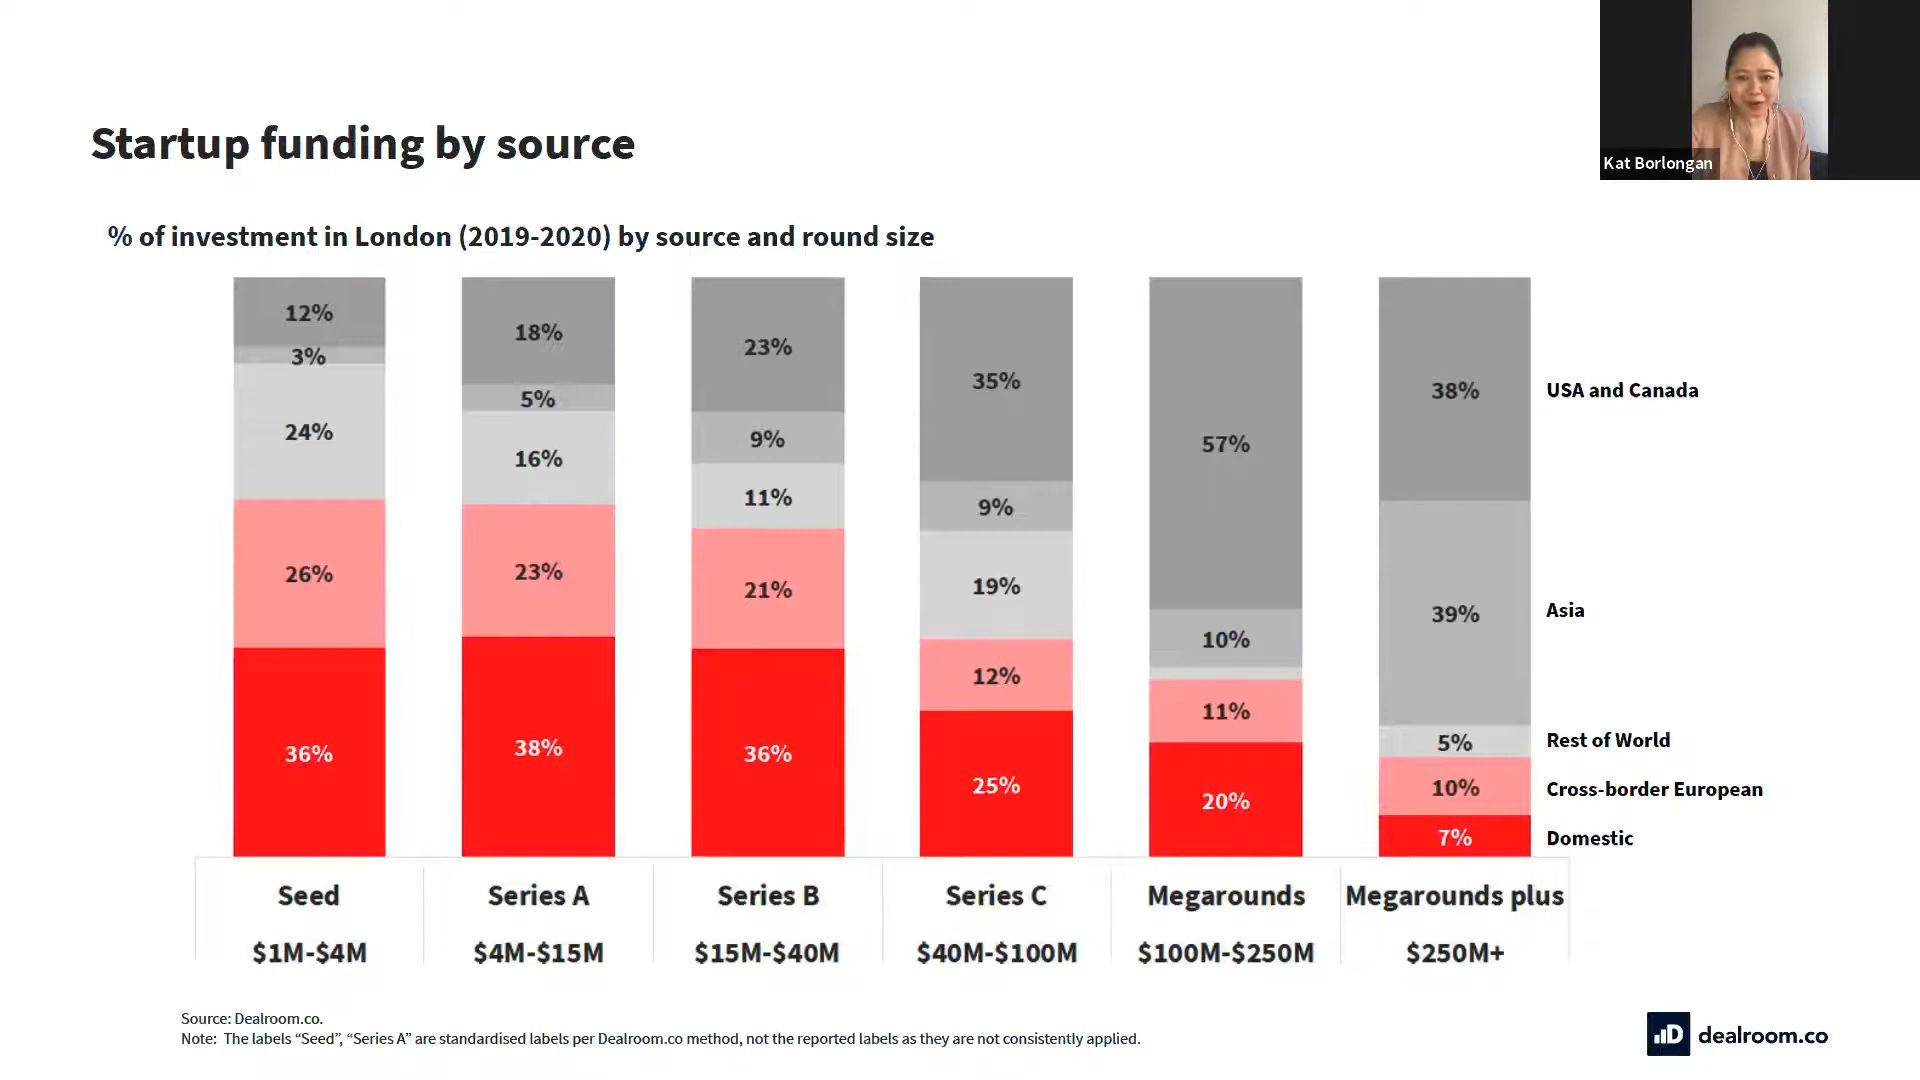 Kat Borlongan
Startup funding by source
% of investment in London (2019-2020) by source and round size
12% 18% 23% 35% 57% 38% USA and Canada
3% 5% 9% 9% 10% 39% Asia
24% 16% 11% 19% 5% Rest of World
26% 23% 21% 12% 11% 10% Cross-border European
36% 38% 36% 25% 20% 7% Domestic
Seed Series A Series B Series C Megarounds Megarounds plus
$1M-$4M $4M-$15M $15M-$40M $40M-$100M $100M-$250M $250M+
Source: Dealroom.co.
Note: The labels “Seed”, “Series A” are standardised labels per Dealroom.co method, not the reported labels as they are not consistently applied.
dealroom.co